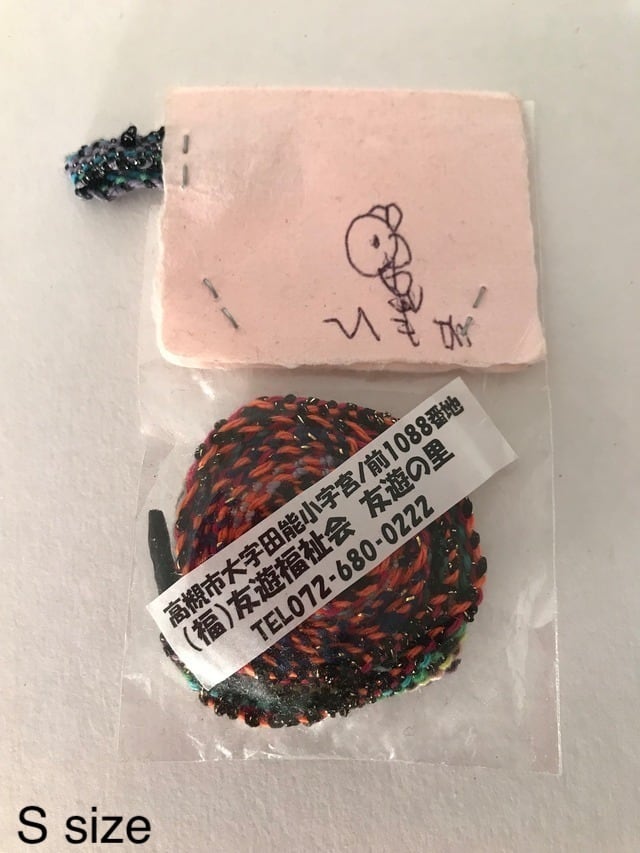 高槻市大字田能小字宮ノ前1088番地
(福)友遊福祉会 友遊の里
TEL072-680-0222
S size